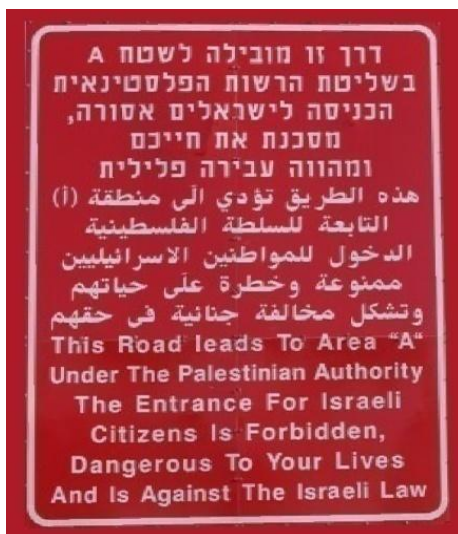 דרך זו מובילה לשטח A
בשליטת הרשות הפלסטינאית
הכניסה לישראלים אסורה,
מסכנת את חייכם
ומהווה עבירה פלילית
هذه الطريق تؤدي الى منطقة (أ)
التابعة للسلطة الفلسطينية
الدخول للمواطنين الاسرائيليين
ممنوعة وخطرة على حياتهم
وتشكل مخالفة جنائية في حقهم
This Road leads To Area "A"
Under The Palestinian Authority
The Entrance For Israeli
Citizens Is Forbidden,
Dangerous To Your Lives
And Is Against The Israeli Law